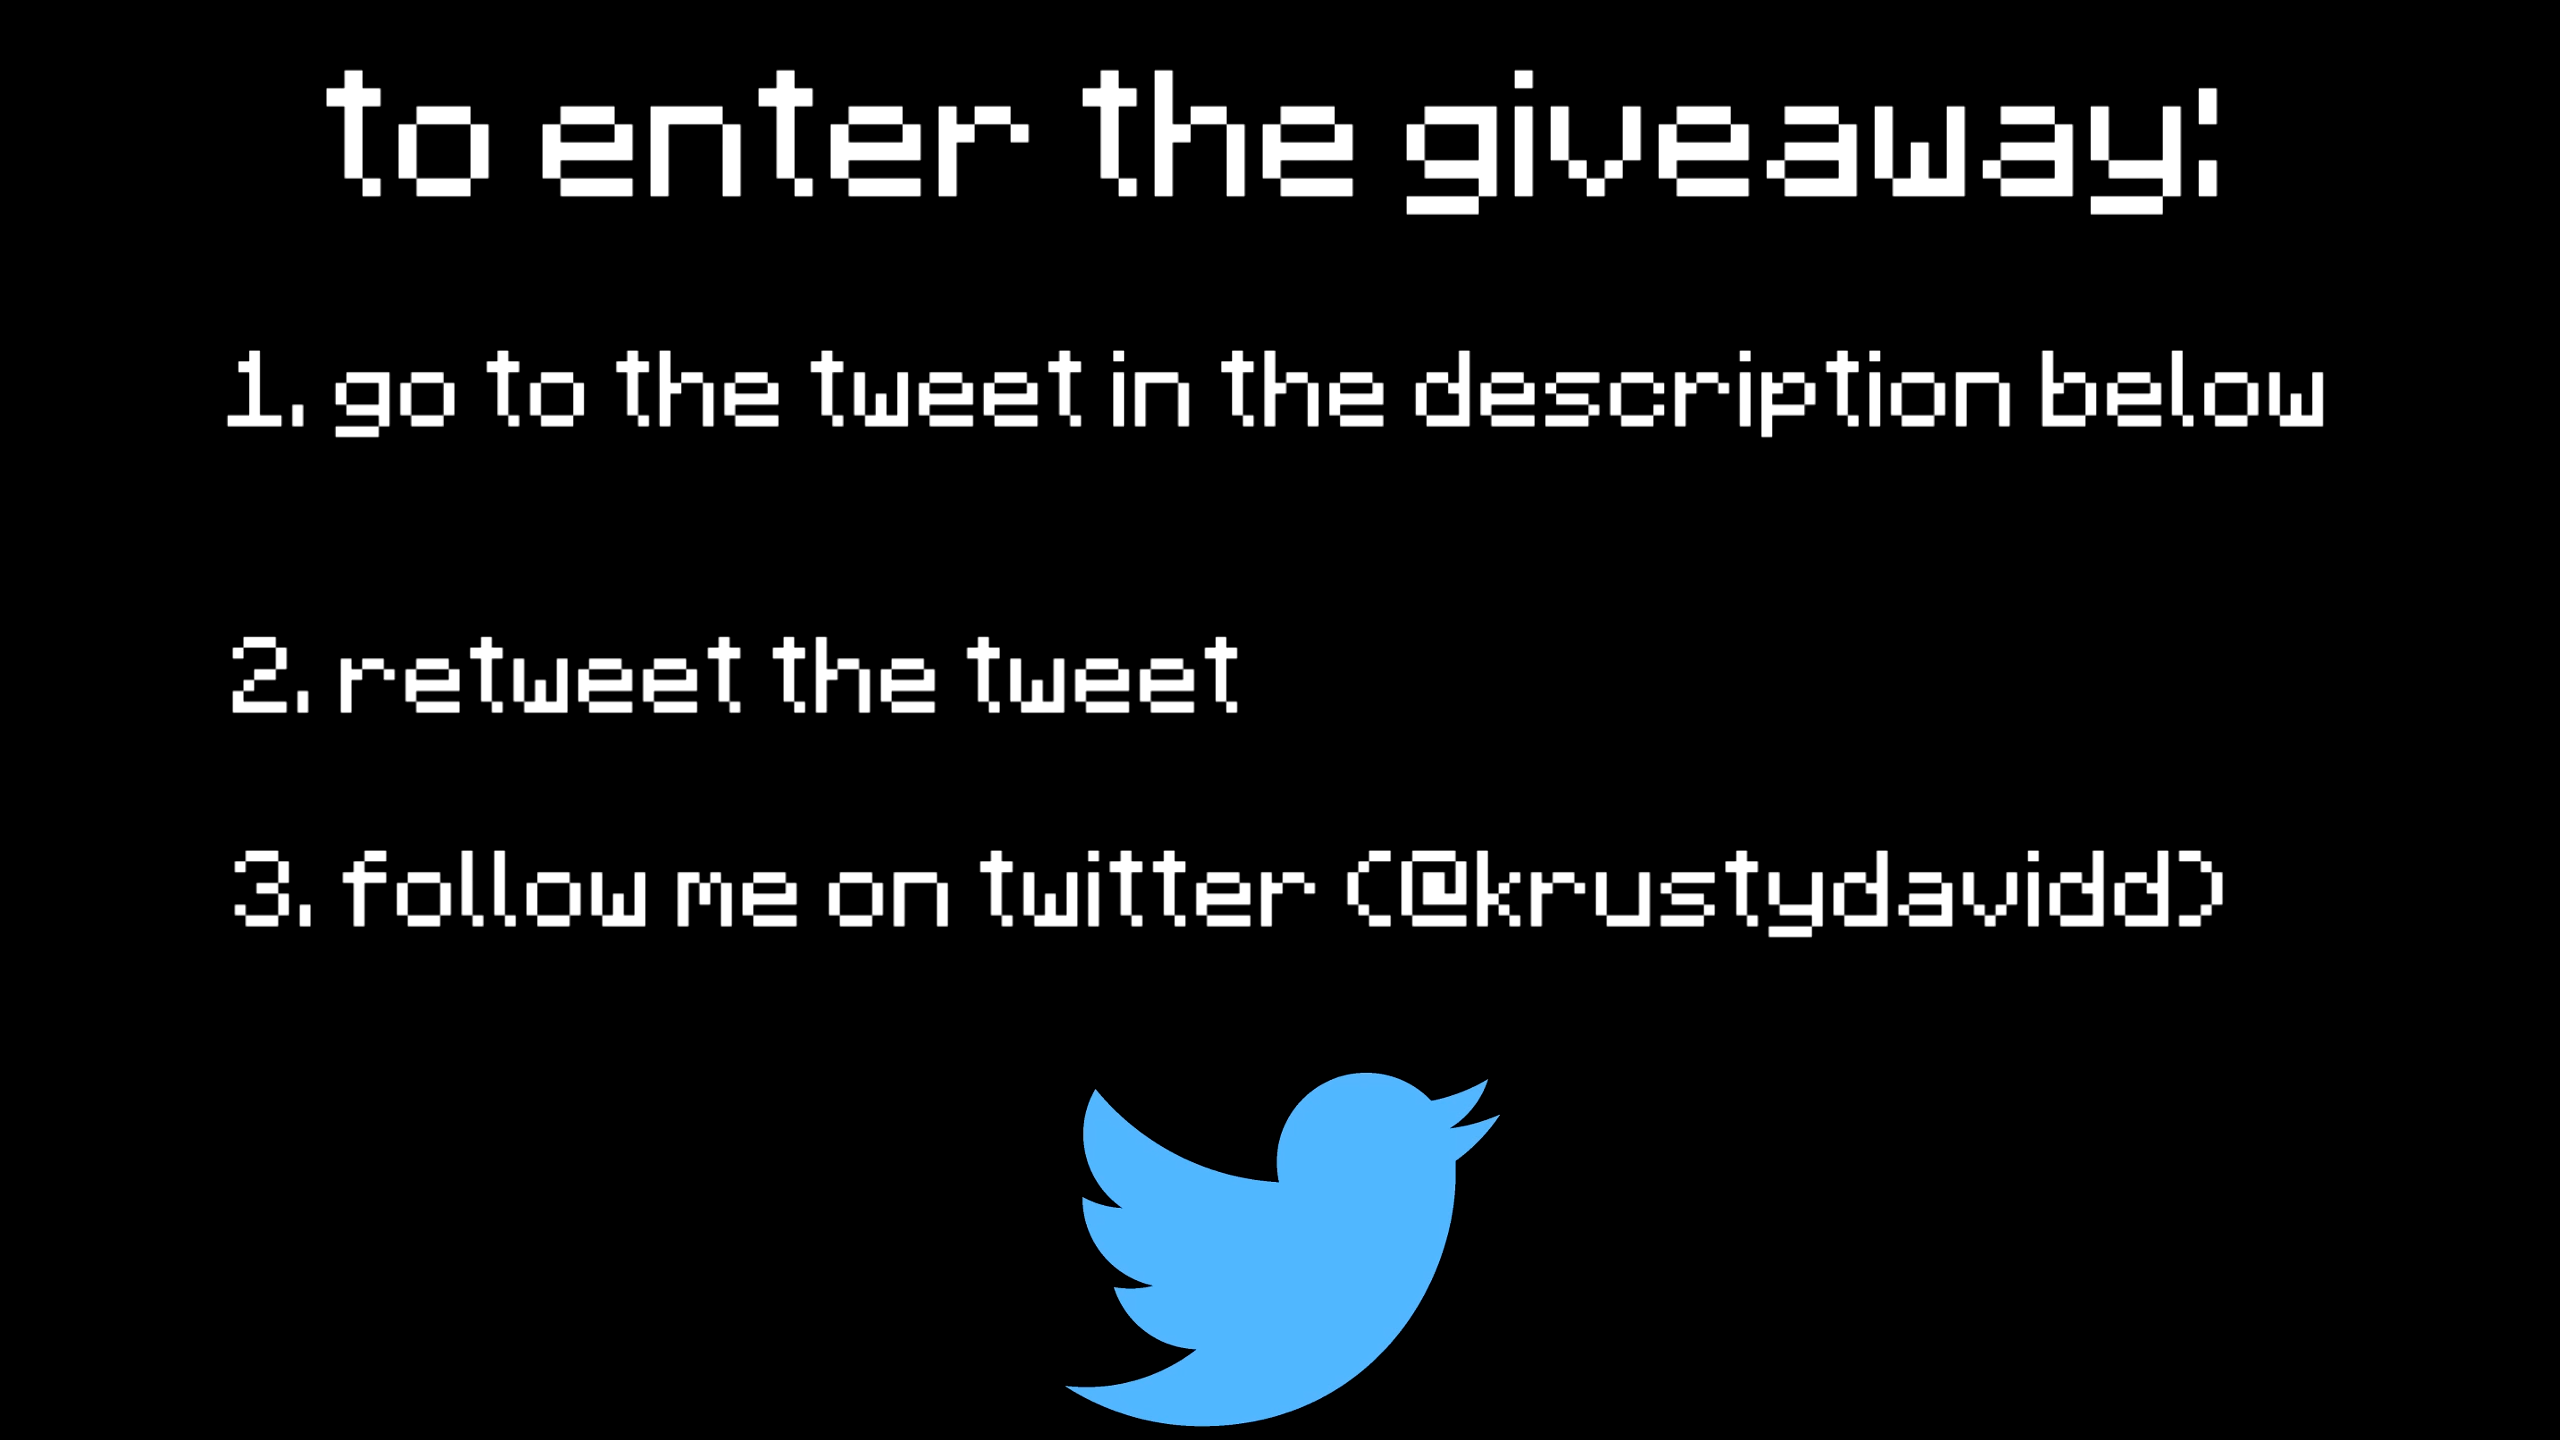 to enter the giveaway:
1. go to the tweet in the description below
2. retweet the tweet
3. follow me on twitter (@krustydavidd)